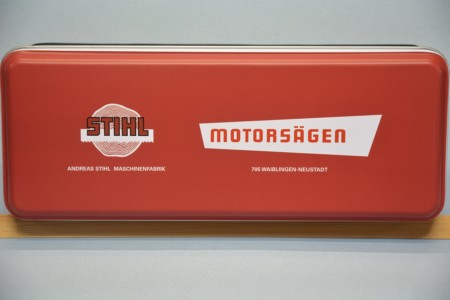 STIHL
ANDREAS STIHL MASCHINENFABRIK
MOTORSÄGEN
705 WAIBLINGEN-NEUSTADT